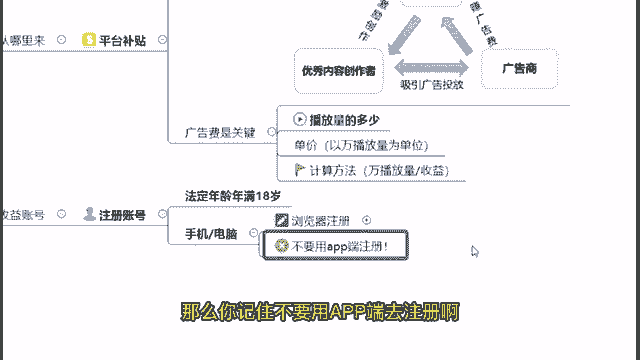 优秀内容创作者
广告商
吸引广告投放
从哪里来
平台补贴
广告费是关键
播放量的多少
单价（以万播放量为单位）
计算方法（万播放量/收益）
收益账号
注册账号
法定年龄年满18岁
手机/电脑
浏览器注册
不要用app端注册！
那么你记住不要用APP端去注册啊